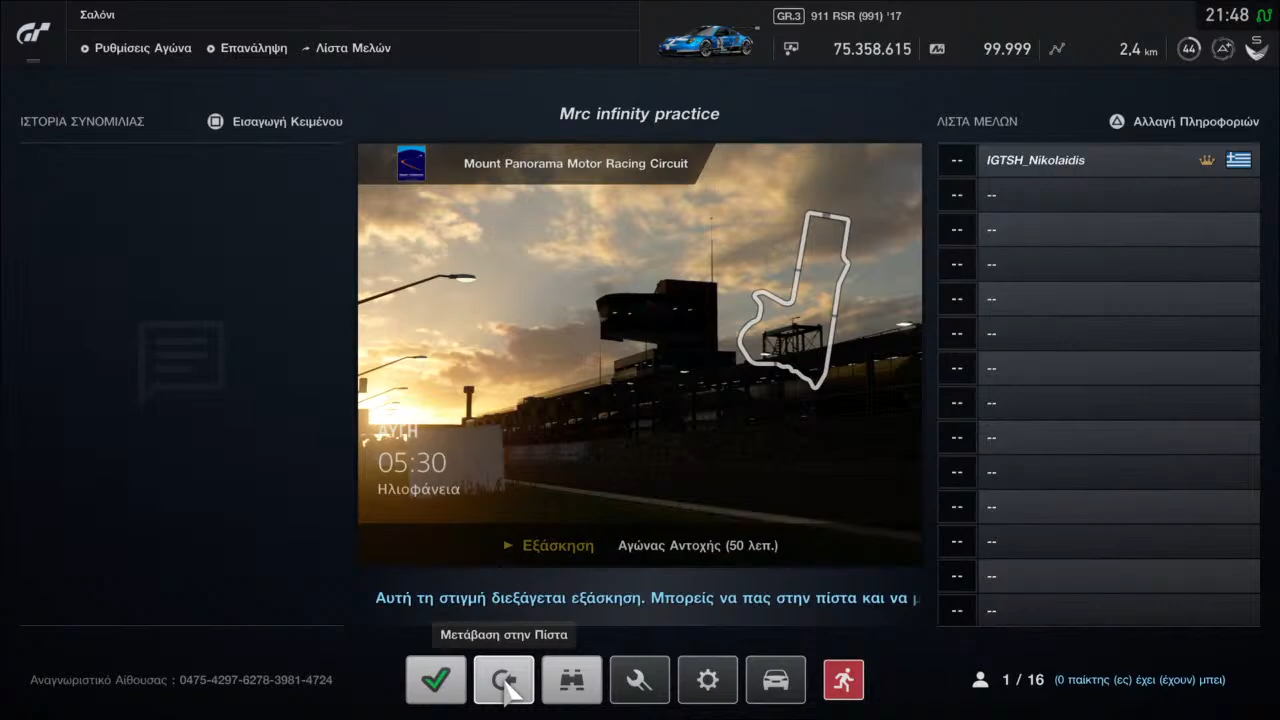 Σαλόνι
Ρυθμίσεις Αγώνα
Επανάληψη
Λίστα Μελών
GR.3 911 RSR (991) '17
75.358.615
99.999
2,4 km
44
S
21:48
ΙΣΤΟΡΙΑ ΣΥΝΟΜΙΛΙΑΣ
Εισαγωγή Κειμένου
Mrc infinity practice
ΛΙΣΤΑ ΜΕΛΩΝ
Αλλαγή Πληροφοριών
Mount Panorama Motor Racing Circuit
-- IGTSH_Nikolaidis
-- --
-- --
-- --
-- --
-- --
-- --
-- --
-- --
-- --
-- --
-- --
-- --
-- --
ΑΥΓΗ
05:30
Ηλιοφάνεια
Εξάσκηση
Αγώνας Αντοχής (50 λεπ.)
Αυτή τη στιγμή διεξάγεται εξάσκηση. Μπορείς να πας στην πίστα και να
Μετάβαση στην Πίστα
Αναγνωριστικό Αίθουσας : 0475-4297-6278-3981-4724
1 / 16
(0 παίκτης (ες) έχει (έχουν) μπει)